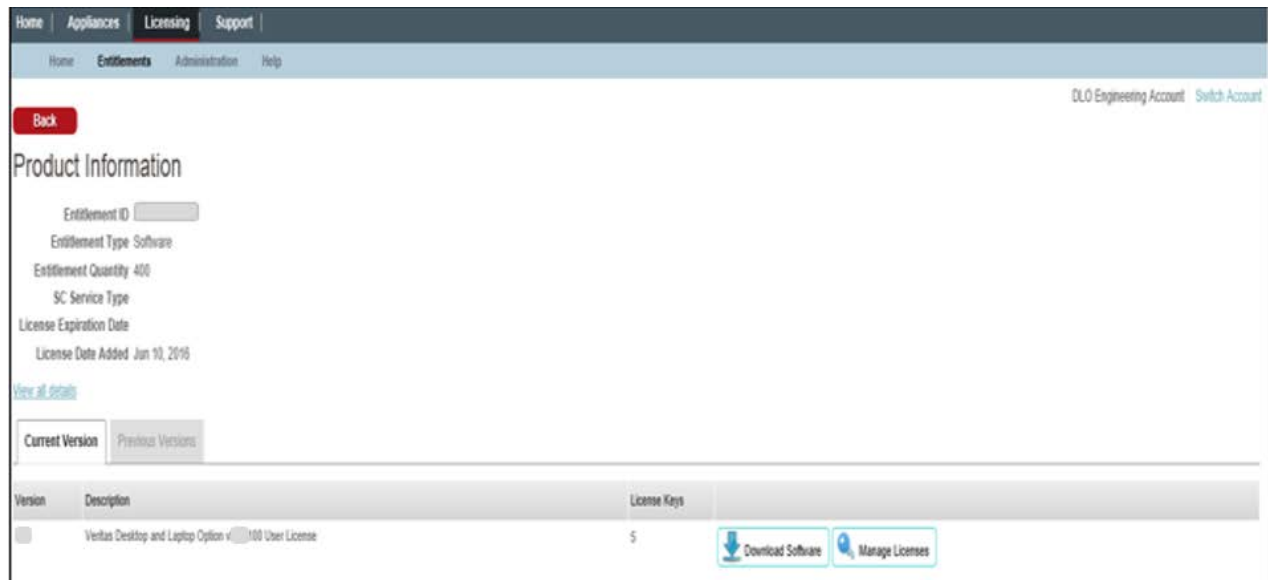 Home | Appliances | Licensing | Support |
Home Entitlements Administration Help
DLO Engineering Account Switch Account
Back
Product Information
Entitlement ID
Entitlement Type Software
Entitlement Quantity 400
SC Service Type
License Expiration Date
License Date Added Jun 10, 2016
View all details
Current Version Previous Versions
Version Description License Keys
Veritas Desktop and Laptop Option v 100 User License 5 Download Software Manage Licenses